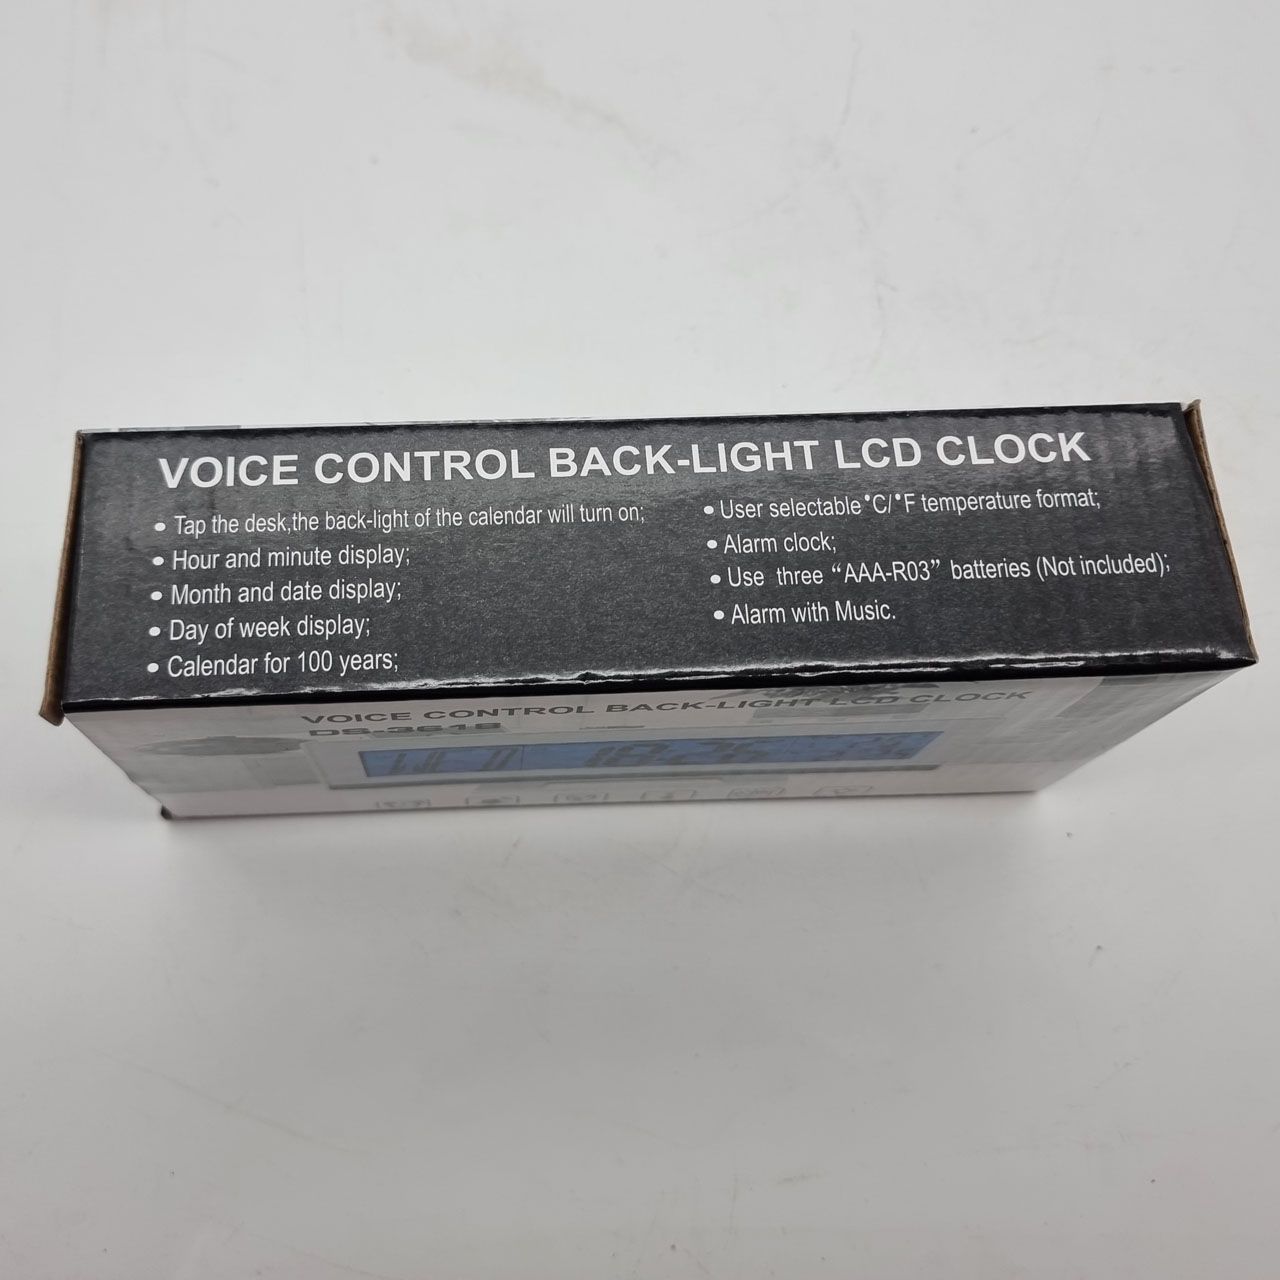 VOICE CONTROL BACK-LIGHT LCD CLOCK
• Tap the desk,the back-light of the calendar will turn on;
• Hour and minute display;
• Month and date display;
• Day of week display;
• Calendar for 100 years;
• User selectable°C/°F temperature format;
• Alarm clock;
• Use three “AAA-R03” batteries (Not included);
• Alarm with Music.
VOICE CONTROL BACK-LIGHT LCD CLOCK
DS-3618